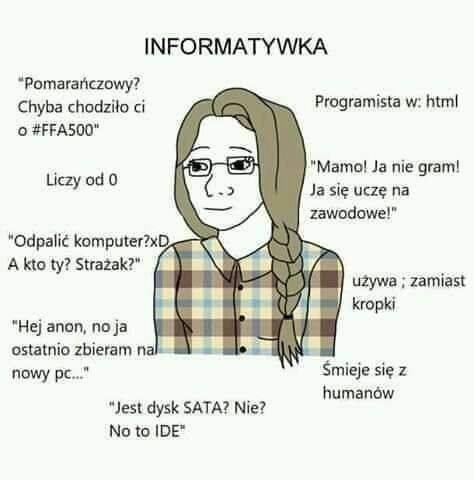 INFORMATYWKA
"Pomarańczowy?
Chyba chodziło ci
o #FFA500"
Programista w: html
Liczy od 0
"Mamo! Ja nie gram!
Ja się uczę na
zawodowe!"
"Odpalić komputer?xD
A kto ty? Strażak?"
używa ; zamiast
kropki
"Hej anon, no ja
ostatnio zbieram na
nowy pc..."
Śmieje się z
humanów
"Jest dysk SATA? Nie?
No to IDE"